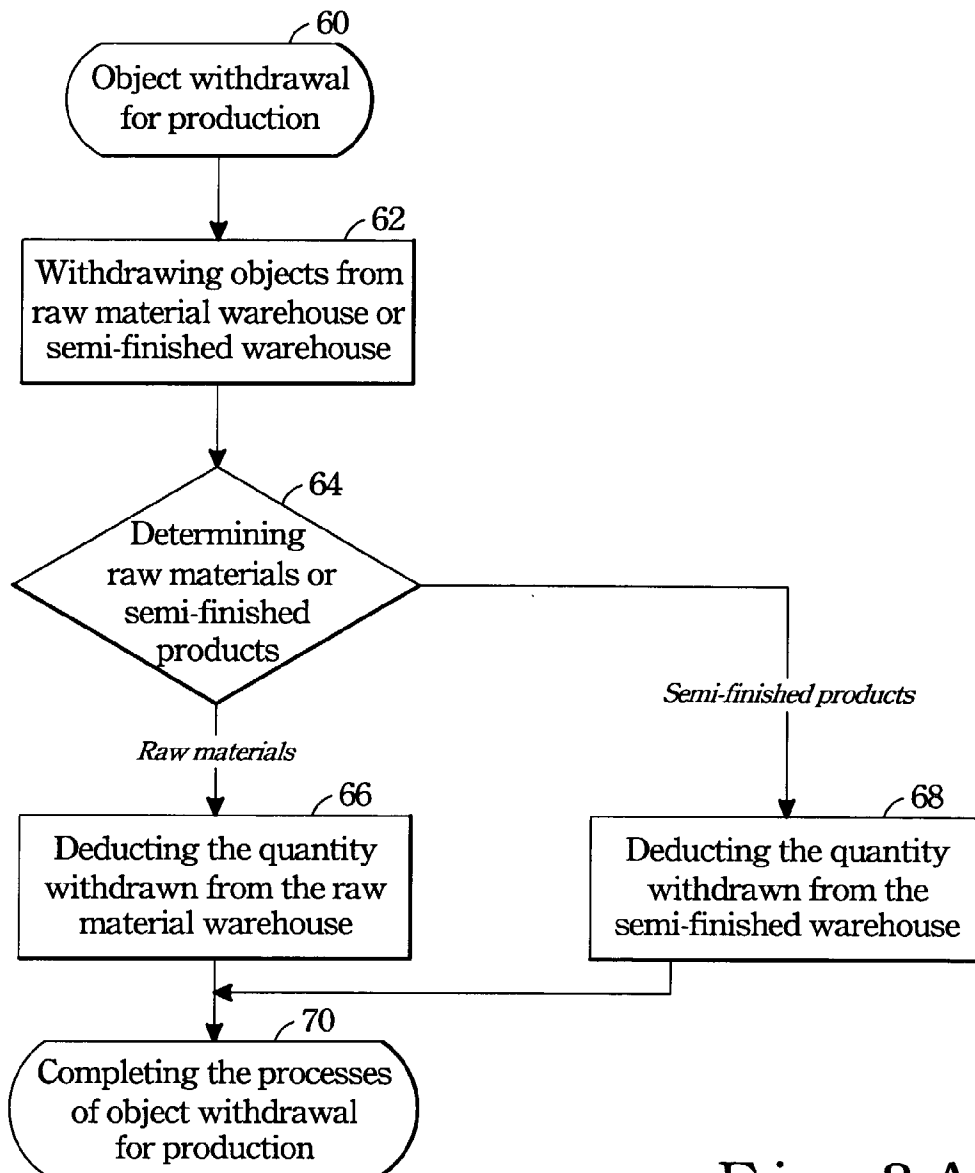 60
Object withdrawal
for production
62
Withdrawing objects from
raw material warehouse or
semi-finished warehouse
64
Determining
raw materials or
semi-finished
products
Semi-finished products
Raw materials
66
Deducting the quantity
withdrawn from the raw
material warehouse
68
Deducting the quantity
withdrawn from the
semi-finished warehouse
70
Completing the processes
of object withdrawal
for production